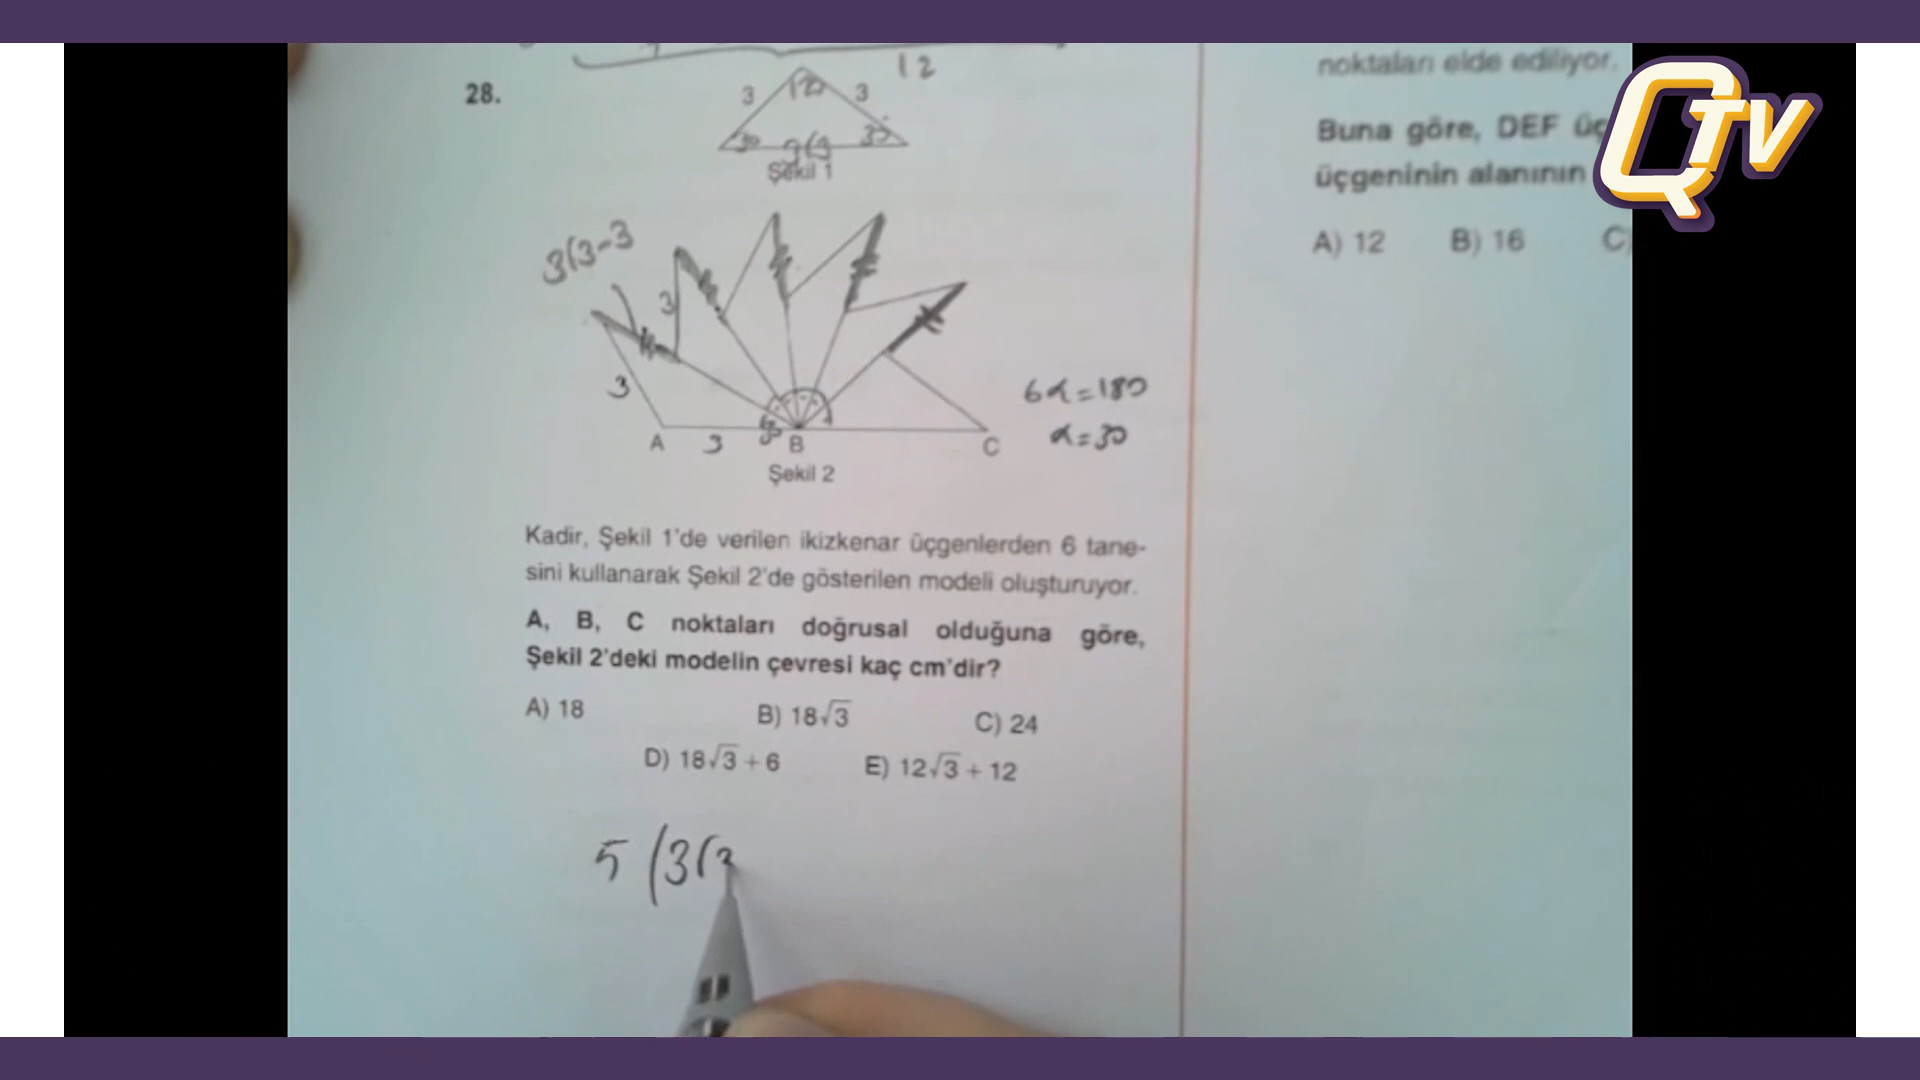 12
28.
3 120 3
30 3√3 30
Şekil 1
3√3-3
3
3
6α=180
α=30
A 3 B C
Şekil 2
Kadir, Şekil 1'de verilen ikizkenar üçgenlerden 6 tane-
sini kullanarak Şekil 2'de gösterilen modeli oluşturuyor.
A, B, C noktaları doğrusal olduğuna göre,
Şekil 2'deki modelin çevresi kaç cm'dir?
A) 18 B) 18√3 C) 24
D) 18√3 + 6 E) 12√3 + 12
5 (3√3
noktaları elde ediliyor.
Buna göre, DEF üç
üçgeninin alanının
A) 12 B) 16 C)
QTV